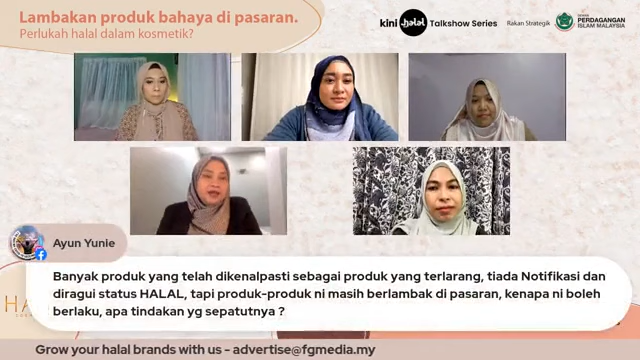 Lambakan produk bahaya di pasaran.
Perlukah halal dalam kosmetik?
kini halal Talkshow Series
Rakan Strategik
PERDAGANGAN
ISLAM MALAYSIA
Ayun Yunie
Banyak produk yang telah dikenalpasti sebagai produk yang terlarang, tiada Notifikasi dan
diragui status HALAL, tapi produk-produk ni masih berlambak di pasaran, kenapa ni boleh
berlaku, apa tindakan yg sepatutnya ?
Grow your halal brands with us - advertise@fgmedia.my